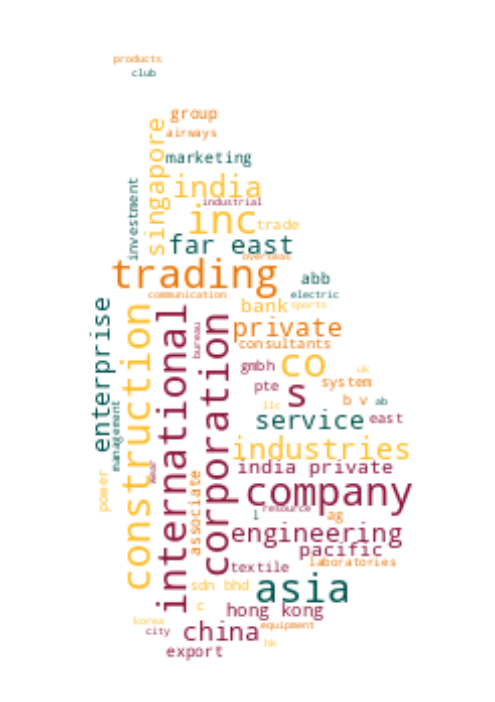 products
club
group
airways
singapore
marketing
investment
india
industrial
inc
trade
far east
overseas
trading
abb
communication
electric
enterprise
bank
sports
construction
international
corporation
bureau
private
consultants
gmbh
co
uk
pte
s
system
llc
b v
ab
management
service
east
industries
near
india private
power
associate
company
resource
l
ag
engineering
pacific
laboratories
textile
sdn bhd
asia
c
hong kong
korea
city
china
equipment
hk
export